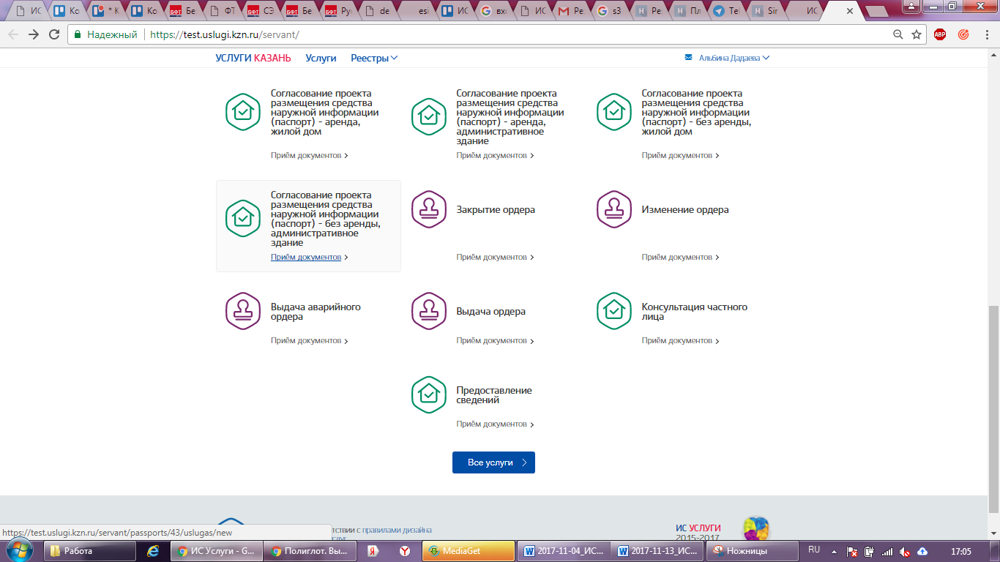 ИС
Ко
* К
Ко
БФТ Бе
ФТ
БФТ СЭ
БФТ Бе
БФТ Ру
de
esi
ИС
вхо
ИС
Ре
s3
H Ре
H Пл
Tel
H Sir
ИС
Надежный https://test.uslugi.kzn.ru/servant/
ABP
УСЛУГИ КАЗАНЬ Услуги Реестры
Альбина Дадаева
Согласование проекта
размещения средства
наружной информации
(паспорт) - аренда,
жилой дом
Приём документов
Согласование проекта
размещения средства
наружной информации
(паспорт) - аренда,
административное
здание
Приём документов
Согласование проекта
размещения средства
наружной информации
(паспорт) - без аренды,
жилой дом
Приём документов
Согласование проекта
размещения средства
наружной информации
(паспорт) - без аренды,
административное
здание
Приём документов
Закрытие ордера
Приём документов
Изменение ордера
Приём документов
Выдача аварийного
ордера
Приём документов
Выдача ордера
Приём документов
Консультация частного
лица
Приём документов
Предоставление
сведений
Приём документов
Все услуги
тствии с правилами дизайна
ИС УСЛУГИ
2015-2017
https://test.uslugi.kzn.ru/servant/passports/43/uslugas/new
Работа
ИС Услуги - G...
Полиглот. Вы...
Я
Y
MediaGet
2017-11-04_ИС...
2017-11-13_ИС...
Ножницы
RU
17:05